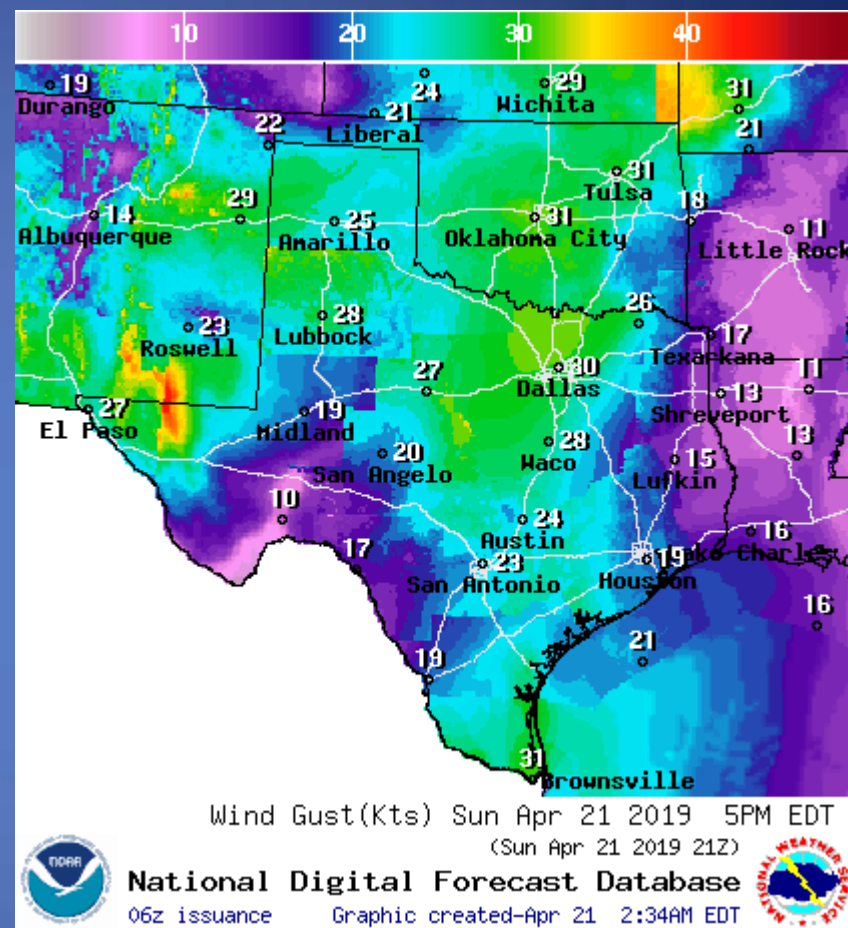 10 20 30 40
19
Durango
24
29
Wichita
31
21
Liberal
22
21
31
Tulsa
14
Albuquerque
29
25
Amarillo
31
Oklahoma City
18
11
Little Rock
23
Roswell
28
Lubbock
26
17
Texarkana
30
Dallas
27
El Paso
19
Midland
27
13
Shreveport
11
20
San Angelo
28
Waco
15
Lufkin
13
10
24
Austin
16
Charles
17
23
San Antonio
19
Houston
16
21
19
31
Brownsville
Wind Gust(Kts) Sun Apr 21 2019 5PM EDT
(Sun Apr 21 2019 21Z)
NOAA
National Digital Forecast Database
06z issuance Graphic created-Apr 21 2:34AM EDT
NATIONAL WEATHER SERVICE